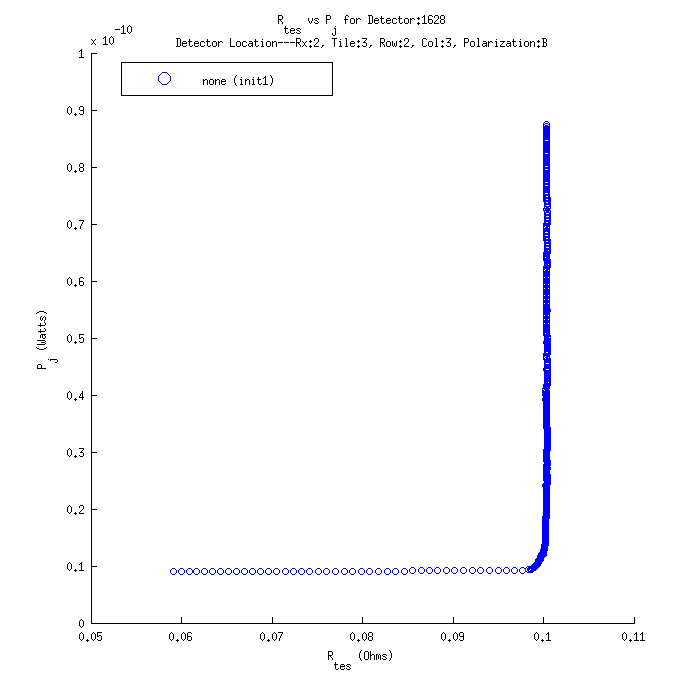 R_tes vs P_j for Detector:1628
Detector Location---Rx:2, Tile:3, Row:2, Col:3, Polarization:B
x 10^-10
none (init1)
1
0.9
0.8
0.7
0.6
0.5
0.4
0.3
0.2
0.1
0
P_j (Watts)
0.05 0.06 0.07 0.08 0.09 0.1 0.11
R_tes (Ohms)